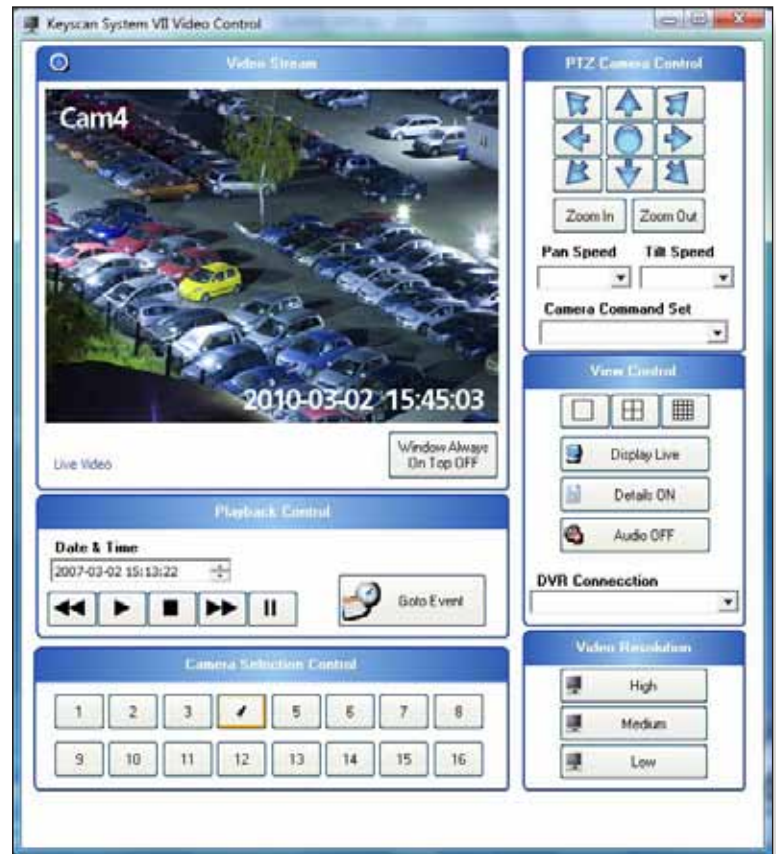 Keyscan System VII Video Control
Video Stream
Cam4
2010-03-02 15:45:03
Live Video
Window Always
On Top OFF
Playback Control
Date & Time
2007-03-02 15:13:22
Goto Event
Camera Selection Control
1 2 3 5 6 7 8
9 10 11 12 13 14 15 16
PTZ Camera Control
Zoom In Zoom Out
Pan Speed Tilt Speed
Camera Command Set
View Control
Display Live
Details ON
Audio OFF
DVR Connecction
Video Resolution
High
Medium
Low